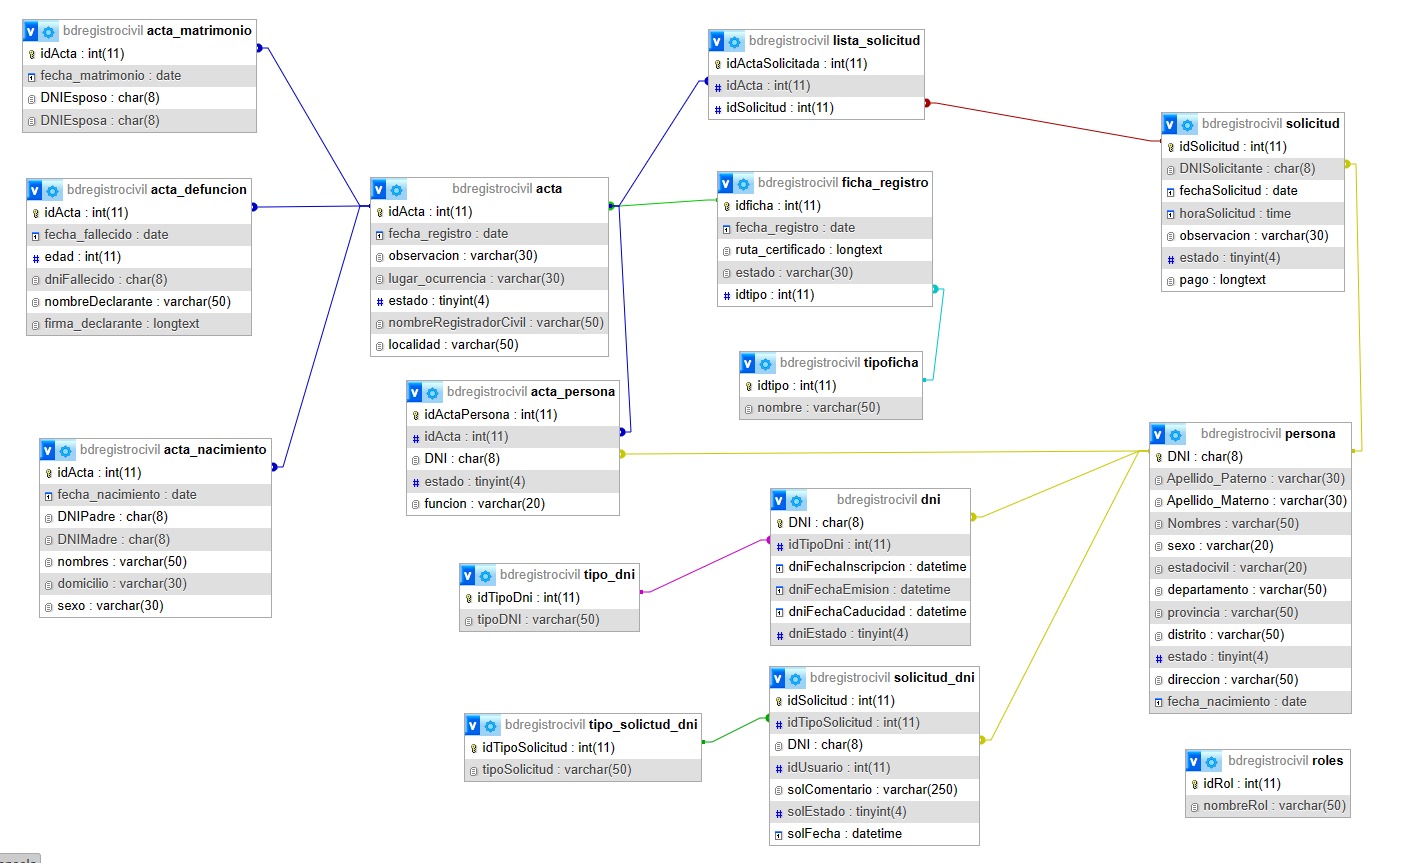 bdregistrocivil acta_matrimonio
idActa : int(11)
fecha_matrimonio : date
DNIEsposo : char(8)
DNIEsposa : char(8)
bdregistrocivil acta_defuncion
idActa : int(11)
fecha_fallecido : date
edad : int(11)
dniFallecido : char(8)
nombreDeclarante : varchar(50)
firma_declarante : longtext
bdregistrocivil acta_nacimiento
idActa : int(11)
fecha_nacimiento : date
DNIPadre : char(8)
DNIMadre : char(8)
nombres : varchar(50)
domicilio : varchar(30)
sexo : varchar(30)
bdregistrocivil acta
idActa : int(11)
fecha_registro : date
observacion : varchar(30)
lugar_ocurrencia : varchar(30)
estado : tinyint(4)
nombreRegistradorCivil : varchar(50)
localidad : varchar(50)
bdregistrocivil acta_persona
idActaPersona : int(11)
idActa : int(11)
DNI : char(8)
estado : tinyint(4)
funcion : varchar(20)
bdregistrocivil tipo_dni
idTipoDni : int(11)
tipoDNI : varchar(50)
bdregistrocivil tipo_solictud_dni
idTipoSolicitud : int(11)
tipoSolicitud : varchar(50)
bdregistrocivil lista_solicitud
idActaSolicitada : int(11)
idActa : int(11)
idSolicitud : int(11)
bdregistrocivil ficha_registro
idficha : int(11)
fecha_registro : date
ruta_certificado : longtext
estado : varchar(30)
idtipo : int(11)
bdregistrocivil tipoficha
idtipo : int(11)
nombre : varchar(50)
bdregistrocivil dni
DNI : char(8)
idTipoDni : int(11)
dniFechaInscripcion : datetime
dniFechaEmision : datetime
dniFechaCaducidad : datetime
dniEstado : tinyint(4)
bdregistrocivil solicitud_dni
idSolicitud : int(11)
idTipoSolicitud : int(11)
DNI : char(8)
idUsuario : int(11)
solComentario : varchar(250)
solEstado : tinyint(4)
solFecha : datetime
bdregistrocivil solicitud
idSolicitud : int(11)
DNISolicitante : char(8)
fechaSolicitud : date
horaSolicitud : time
observacion : varchar(30)
estado : tinyint(4)
pago : longtext
bdregistrocivil persona
DNI : char(8)
Apellido_Paterno : varchar(30)
Apellido_Materno : varchar(30)
Nombres : varchar(50)
sexo : varchar(20)
estadocivil : varchar(20)
departamento : varchar(50)
provincia : varchar(50)
distrito : varchar(50)
estado : tinyint(4)
direccion : varchar(50)
fecha_nacimiento : date
bdregistrocivil roles
idRol : int(11)
nombreRol : varchar(50)